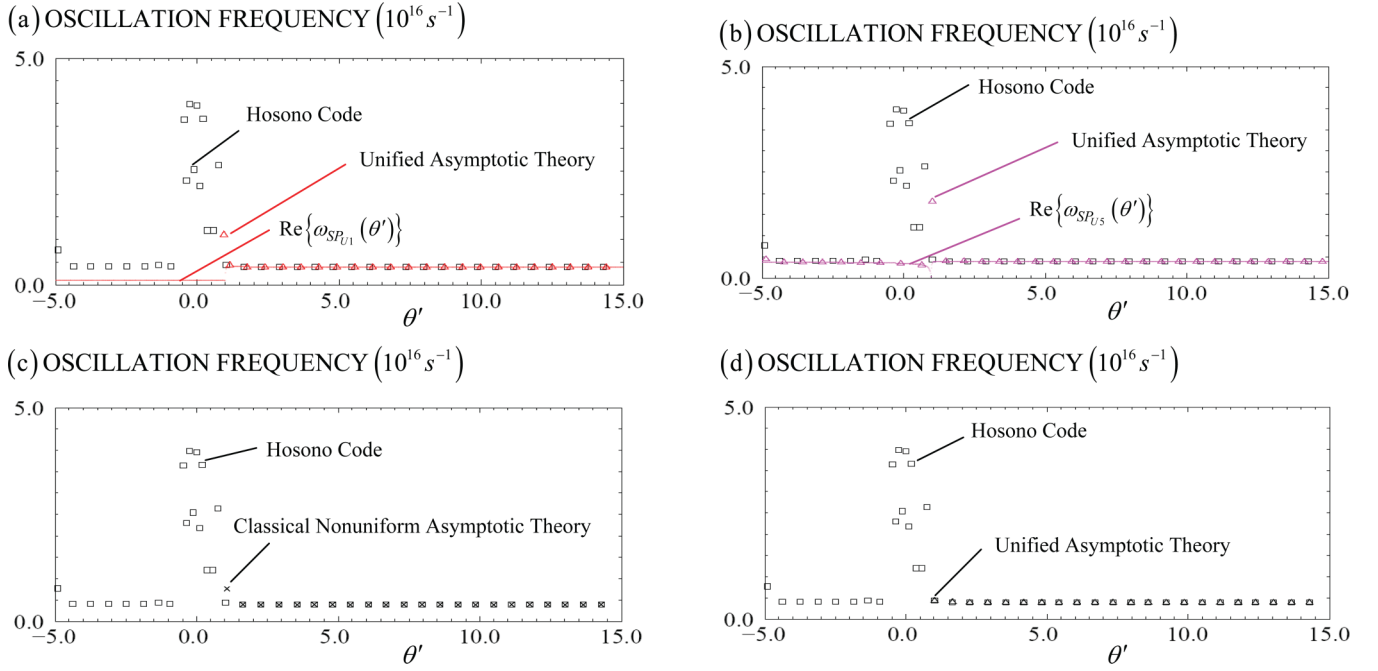 (a) OSCILLATION FREQUENCY (10^16 s^−1)
5.0
Hosono Code
Unified Asymptotic Theory
Re{ω_SP_U1 (θ′)}
0.0
−5.0 0.0 5.0 10.0 15.0
θ′
(b) OSCILLATION FREQUENCY (10^16 s^−1)
5.0
Hosono Code
Unified Asymptotic Theory
Re{ω_SP_U5 (θ′)}
0.0
−5.0 0.0 5.0 10.0 15.0
θ′
(c) OSCILLATION FREQUENCY (10^16 s^−1)
5.0
Hosono Code
Classical Nonuniform Asymptotic Theory
0.0
−5.0 0.0 5.0 10.0 15.0
θ′
(d) OSCILLATION FREQUENCY (10^16 s^−1)
5.0
Hosono Code
Unified Asymptotic Theory
0.0
−5.0 0.0 5.0 10.0 15.0
θ′